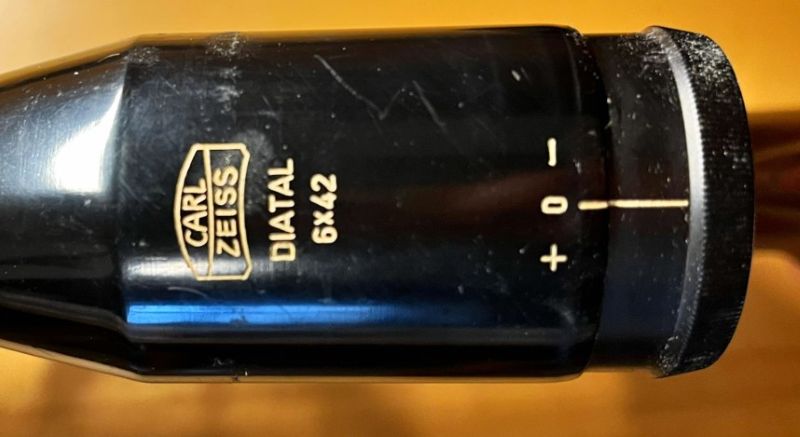 CARL
ZEISS
DIATAL
6x42
+ 0 −